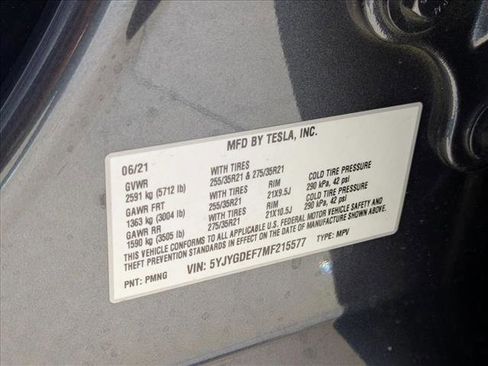 MFD BY TESLA, INC.
06/21
GVWR WITH TIRES
2591 kg (5712 lb) 255/35R21 & 275/35R21
GAWR FRT WITH TIRES RIM COLD TIRE PRESSURE
1363 kg (3004 lb) 255/35R21 21X9.5J 290 kPa, 42 psi
GAWR RR WITH TIRES RIM COLD TIRE PRESSURE
1590 kg (3505 lb) 275/35R21 21X10.5J 290 kPa, 42 psi
THIS VEHICLE CONFORMS TO ALL APPLICABLE U.S. FEDERAL MOTOR VEHICLE SAFETY AND
THEFT PREVENTION STANDARDS IN EFFECT ON THE DATE OF MANUFACTURE SHOWN ABOVE.
VIN: 5YJYGDEF7MF215577 TYPE: MPV
PNT: PMNG